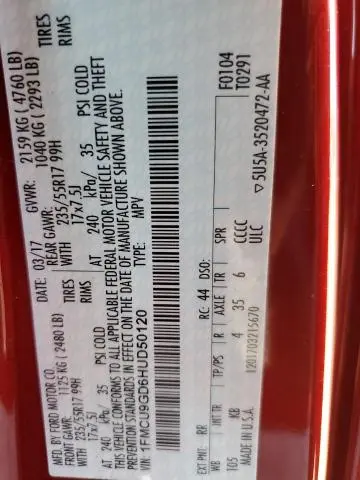 MFD. BY FORD MOTOR CO.
DATE: 03/17 GVWR: 2159 KG ( 4760 LB)
FRONT GAWR: 1125 KG ( 2480 LB) REAR GAWR: 1040 KG ( 2293 LB)
WITH 235/55R17 99H TIRES WITH 235/55R17 99H TIRES
17x7.5J RIMS 17x7.5J RIMS
AT 240 kPa/ 35 PSI COLD AT 240 kPa/ 35 PSI COLD
THIS VEHICLE CONFORMS TO ALL APPLICABLE FEDERAL MOTOR VEHICLE SAFETY AND THEFT
PREVENTION STANDARDS IN EFFECT ON THE DATE OF MANUFACTURE SHOWN ABOVE.
VIN: 1FMCU9GD6HUD50120
TYPE: MPV
F0104
T0291
EXT PNT: RR RC: 44 DSO:
WB INT TR TP/PS R AXLE TR SPR
105 KB 4 35 6 CCCC
ULC
MADE IN U.S.A.
1201703215670
▽5U5A-3520472-AA